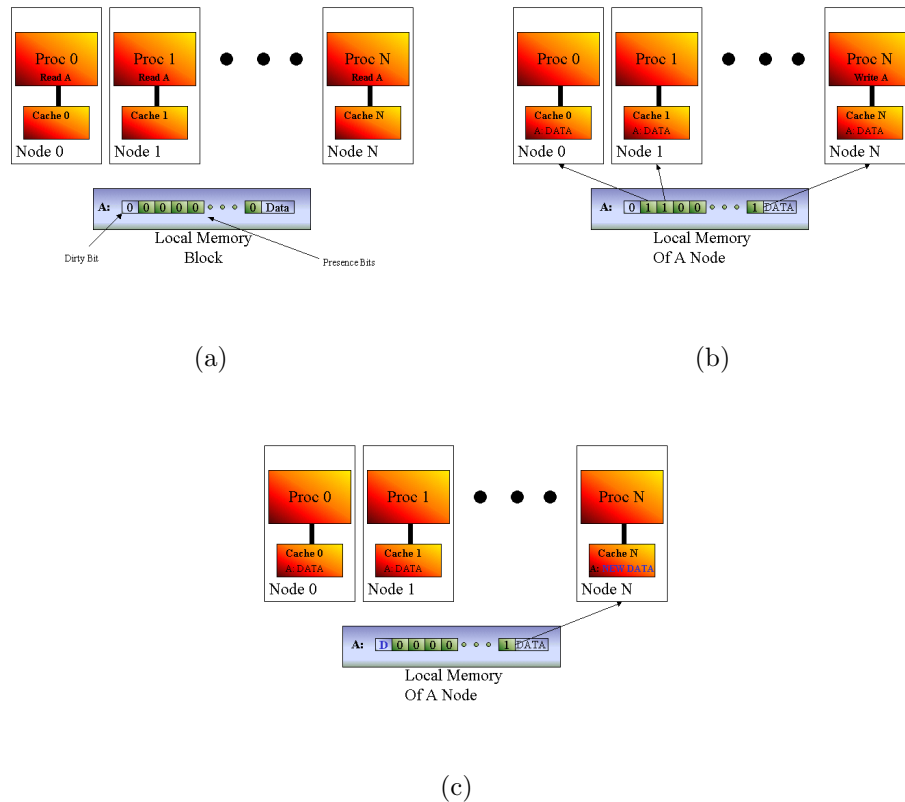 Proc 0
Read A
Cache 0
Node 0
Proc 1
Read A
Cache 1
Node 1
Proc N
Read A
Cache N
Node N
A: 0 0 0 0 0 0 Data
Local Memory
Block
Dirty Bit
Presence Bits
(a)
Proc 0
Cache 0
A: DATA
Node 0
Proc 1
Cache 1
A: DATA
Node 1
Proc N
Write A
Cache N
A: DATA
Node N
A: 0 1 1 0 0 1 DATA
Local Memory
Of A Node
(b)
Proc 0
Cache 0
A: DATA
Node 0
Proc 1
Cache 1
A: DATA
Node 1
Proc N
Cache N
A: NEW DATA
Node N
A: D 0 0 0 0 1 DATA
Local Memory
Of A Node
(c)